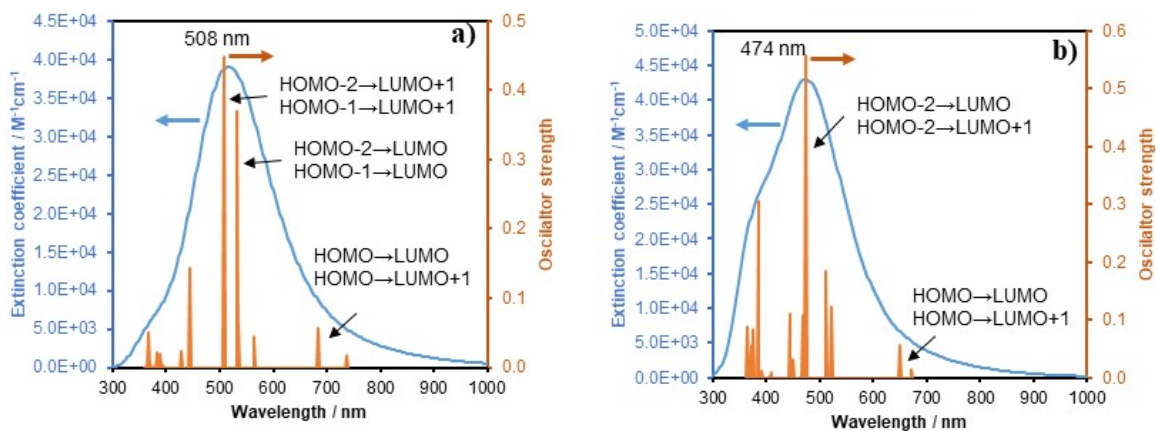 a)
508 nm
HOMO-2→LUMO+1
HOMO-1→LUMO+1
HOMO-2→LUMO
HOMO-1→LUMO
HOMO→LUMO
HOMO→LUMO+1
Extinction coefficient / M-1cm-1
4.5E+04
4.0E+04
3.5E+04
3.0E+04
2.5E+04
2.0E+04
1.5E+04
1.0E+04
5.0E+03
0.0E+00
0.5
0.4
0.3
0.2
0.1
0.0
Oscilaltor strength
300 400 500 600 700 800 900 1000
Wavelength / nm
b)
474 nm
HOMO-2→LUMO
HOMO-2→LUMO+1
HOMO→LUMO
HOMO→LUMO+1
Extinction coefficient / M-1cm-1
5.0E+04
4.5E+04
4.0E+04
3.5E+04
3.0E+04
2.5E+04
2.0E+04
1.5E+04
1.0E+04
5.0E+03
0.0E+00
0.6
0.5
0.4
0.3
0.2
0.1
0.0
Oscilaltor strength
300 400 500 600 700 800 900 1000
Wavelength / nm